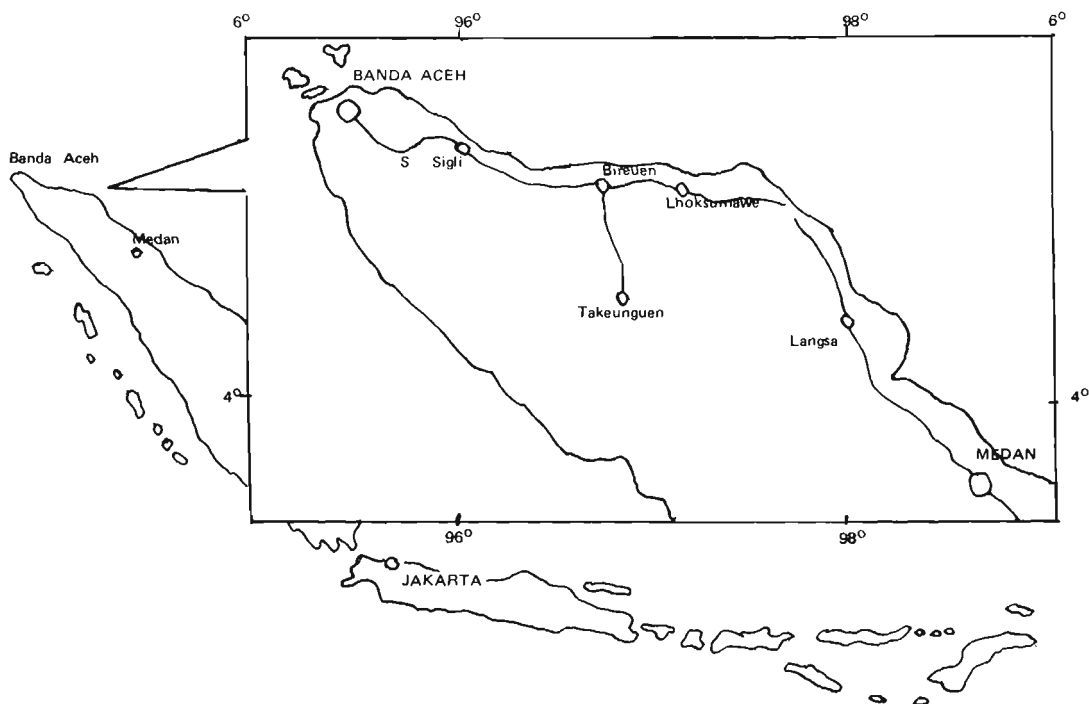 6° 96° 98° 6°
BANDA ACEH
Banda Aceh
S Sigli
Bireuen
Lhoksumawe
Medan
Takeunguen
Langsa
4° 4°
MEDAN
96° 98°
JAKARTA